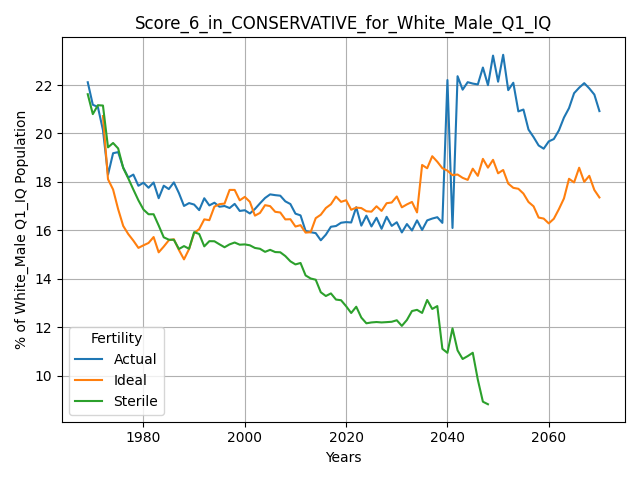 Score_6_in_CONSERVATIVE_for_White_Male_Q1_IQ
% of White_Male Q1_IQ Population
22
20
18
16
14
12
10
Fertility
Actual
Ideal
Sterile
1980 2000 2020 2040 2060
Years